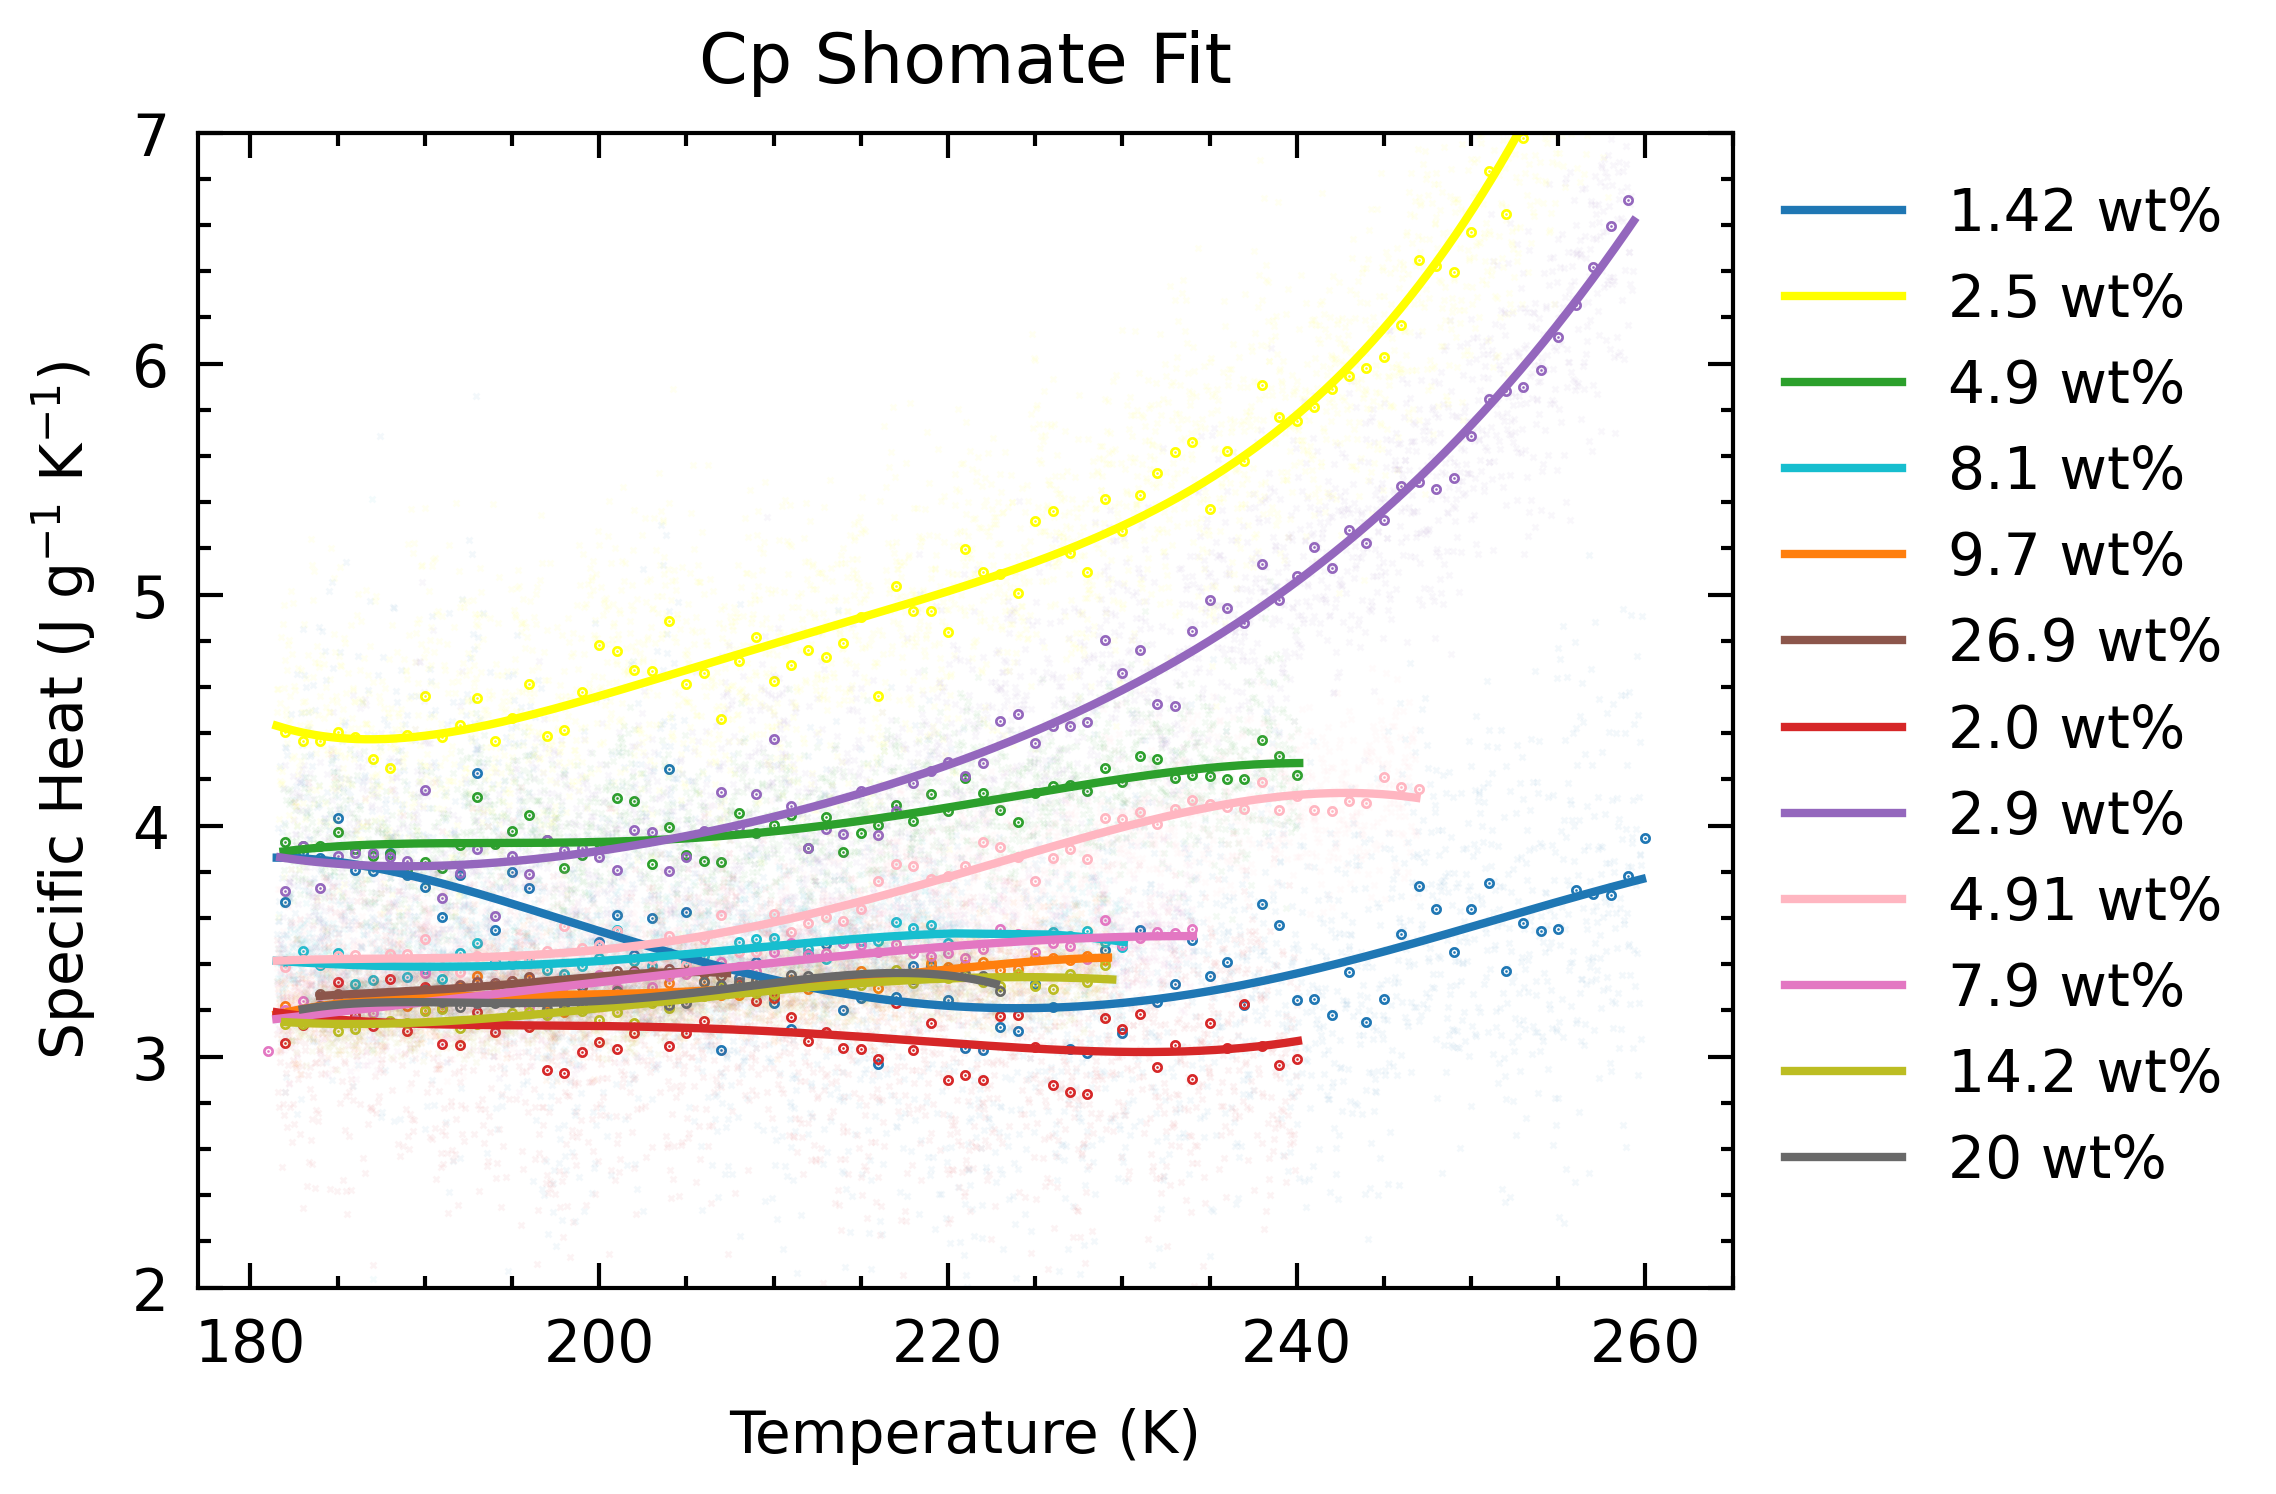 Cp Shomate Fit
7
6
5
4
3
2
Specific Heat (J g⁻¹ K⁻¹)
180 200 220 240 260
Temperature (K)
1.42 wt%
2.5 wt%
4.9 wt%
8.1 wt%
9.7 wt%
26.9 wt%
2.0 wt%
2.9 wt%
4.91 wt%
7.9 wt%
14.2 wt%
20 wt%